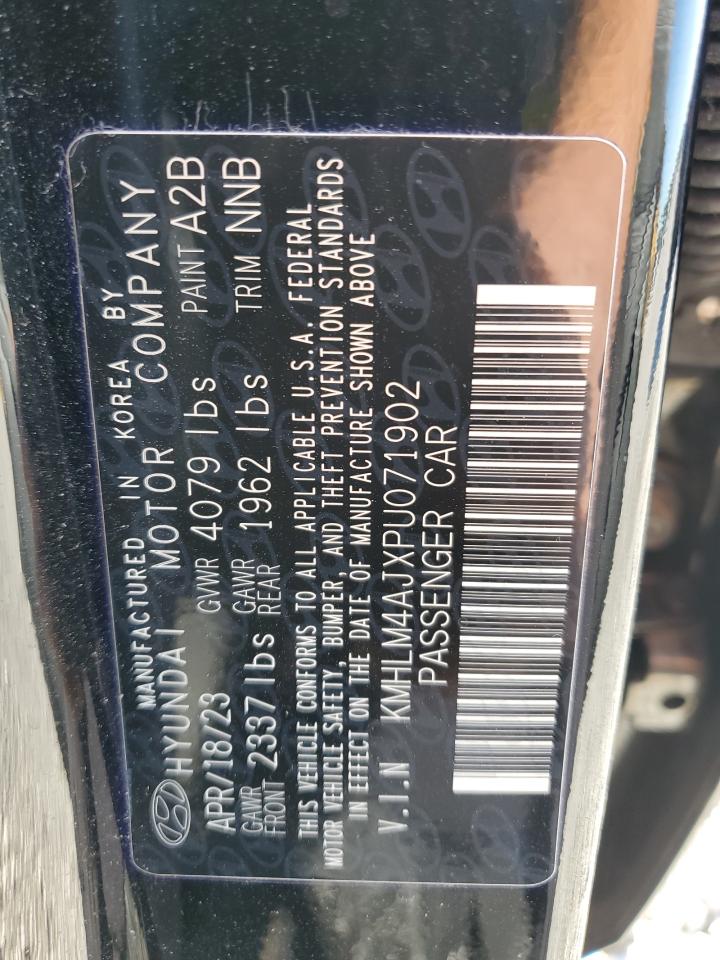 MANUFACTURED IN KOREA BY
HYUNDAI MOTOR COMPANY
APR/18/23 GVWR 4079 lbs PAINT A2B
GAWR FRONT 2337 lbs GAWR REAR 1962 lbs TRIM NNB
THIS VEHICLE CONFORMS TO ALL APPLICABLE U.S.A. FEDERAL
MOTOR VEHICLE SAFETY, BUMPER, AND THEFT PREVENTION STANDARDS
IN EFFECT ON THE DATE OF MANUFACTURE SHOWN ABOVE
V.I.N KMHLM4AJXPU071902
PASSENGER CAR